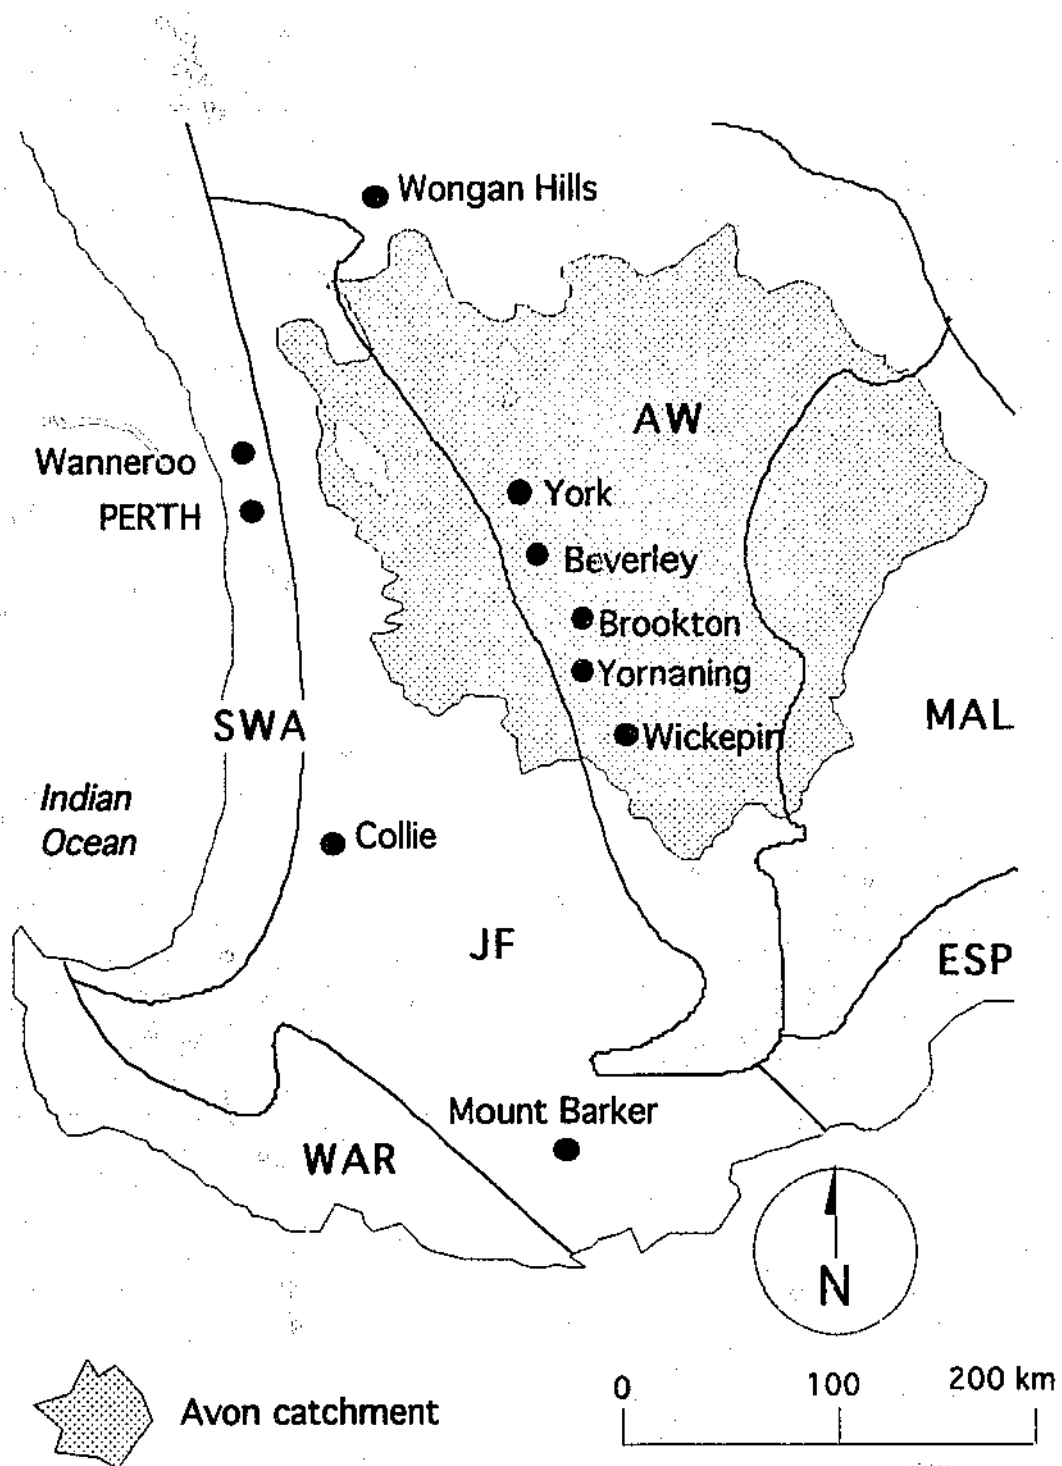 Wongan Hills
AW
Wanneroo
York
PERTH
Beverley
Brookton
Yornaning
SWA
MAL
Wickepin
Indian
Ocean
Collie
JF
ESP
Mount Barker
WAR
N
0 100 200 km
Avon catchment